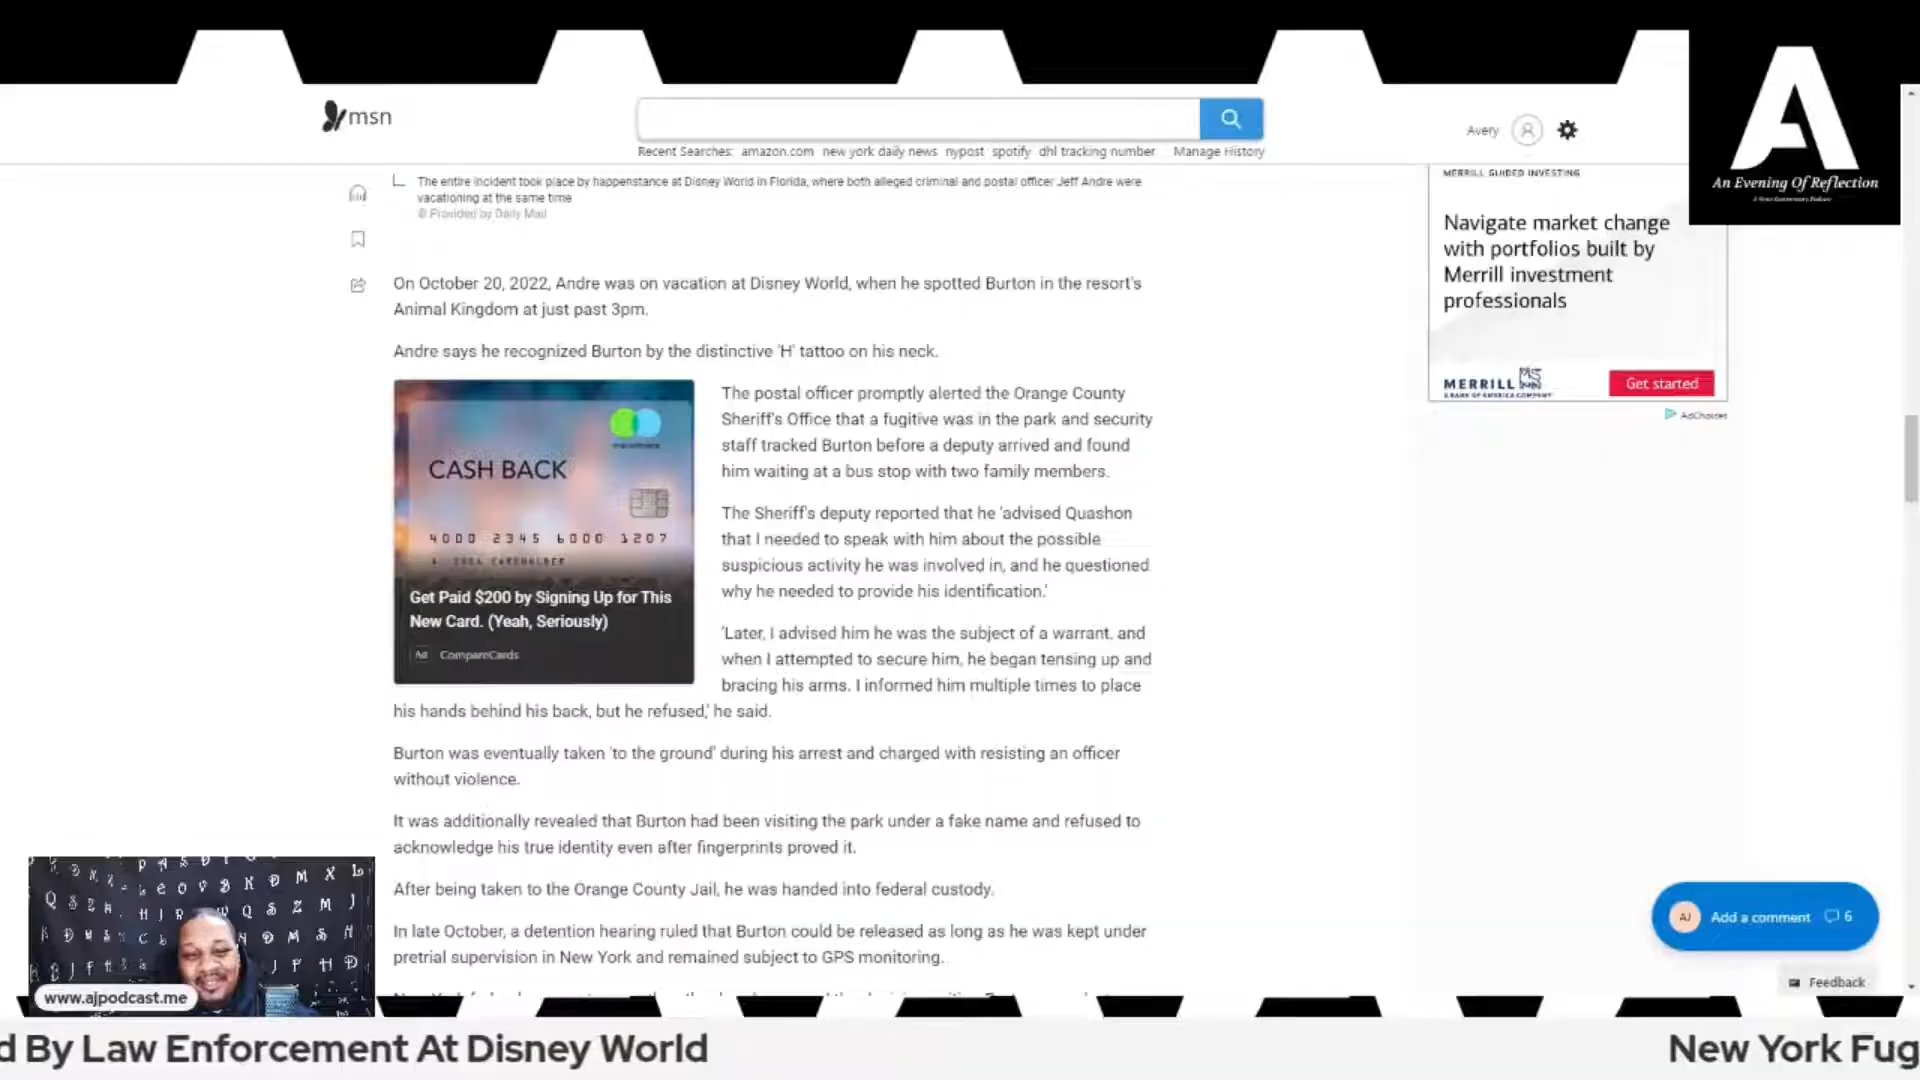 msn
Avery
Recent Searches: amazon.com new york daily news nypost spotify dhl tracking number Manage History
A
An Evening Of Reflection
A News Commentary Podcast
The entire incident took place by happenstance at Disney World in Florida, where both alleged criminal and postal officer Jeff Andre were
vacationing at the same time
© Provided by Daily Mail
MERRILL GUIDED INVESTING
Navigate market change
with portfolios built by
Merrill investment
professionals
MERRILL
A BANK OF AMERICA COMPANY
Get started
AdChoices
On October 20, 2022, Andre was on vacation at Disney World, when he spotted Burton in the resort's
Animal Kingdom at just past 3pm.
Andre says he recognized Burton by the distinctive 'H' tattoo on his neck.
CASH BACK
4000 2345 6000 1207
CARDHOLDER
Get Paid $200 by Signing Up for This
New Card. (Yeah, Seriously)
Ad CompareCards
The postal officer promptly alerted the Orange County
Sheriff's Office that a fugitive was in the park and security
staff tracked Burton before a deputy arrived and found
him waiting at a bus stop with two family members.
The Sheriff's deputy reported that he 'advised Quashon
that I needed to speak with him about the possible
suspicious activity he was involved in, and he questioned
why he needed to provide his identification.'
'Later, I advised him he was the subject of a warrant, and
when I attempted to secure him, he began tensing up and
bracing his arms. I informed him multiple times to place
his hands behind his back, but he refused,' he said.
Burton was eventually taken 'to the ground' during his arrest and charged with resisting an officer
without violence.
It was additionally revealed that Burton had been visiting the park under a fake name and refused to
acknowledge his true identity even after fingerprints proved it.
After being taken to the Orange County Jail, he was handed into federal custody.
In late October, a detention hearing ruled that Burton could be released as long as he was kept under
pretrial supervision in New York and remained subject to GPS monitoring.
AJ Add a comment 6
Feedback
www.ajpodcast.me
d By Law Enforcement At Disney World
New York Fug